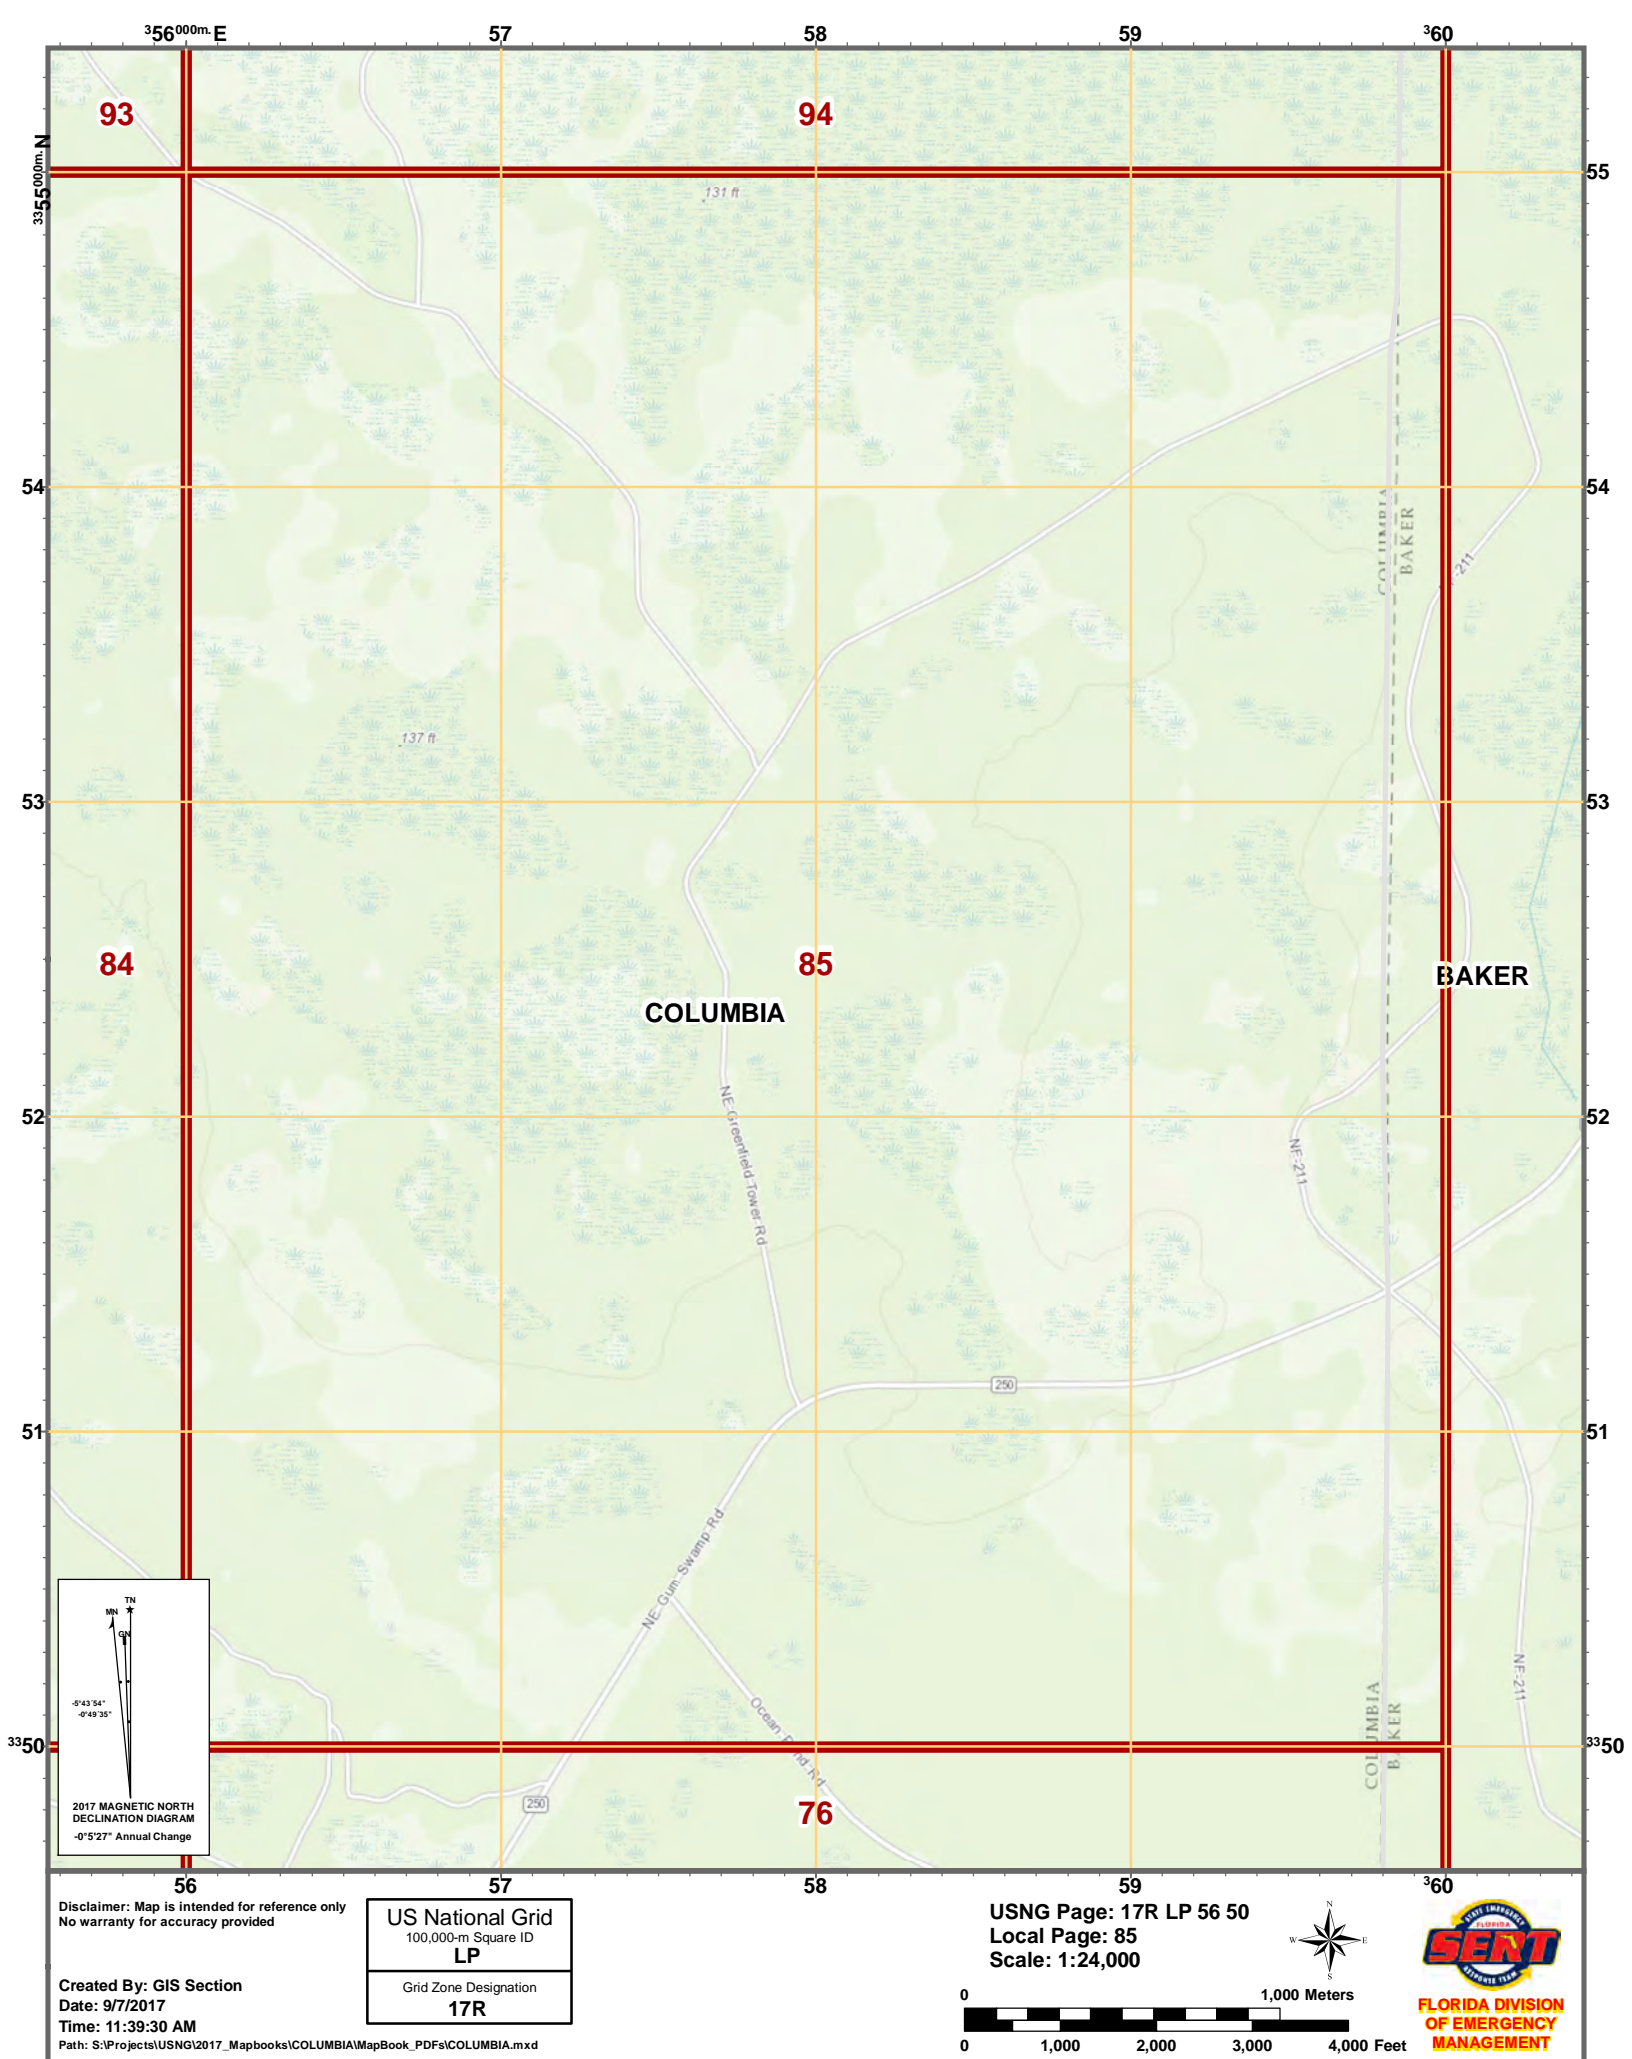 356000m. E
57
58
59
360
93
94
3355000m. N
55
131 ft
54
54
COLUMBIA
BAKER
-211
137 ft
53
53
84
85
BAKER
COLUMBIA
52
52
NE Greenfield Tower Rd
NF-211
250
51
51
NE Gum Swamp Rd
NF-211
Ocean Pond Rd
COLUMBIA
BAKER
3350
3350
TN
MN
GN
-5°43'54"
-0°49'35"
2017 MAGNETIC NORTH
DECLINATION DIAGRAM
-0°5'27" Annual Change
250
76
56
57
58
59
360
Disclaimer: Map is intended for reference only
No warranty for accuracy provided
Created By: GIS Section
Date: 9/7/2017
Time: 11:39:30 AM
Path: S:\Projects\USNG\2017_Mapbooks\COLUMBIA\MapBook_PDFs\COLUMBIA.mxd
US National Grid
100,000-m Square ID
LP
Grid Zone Designation
17R
USNG Page: 17R LP 56 50
Local Page: 85
Scale: 1:24,000
N
W
E
S
0 1,000 Meters
0 1,000 2,000 3,000 4,000 Feet
STATE EMERGENCY
FLORIDA
SERT
RESPONSE TEAM
FLORIDA DIVISION
OF EMERGENCY
MANAGEMENT